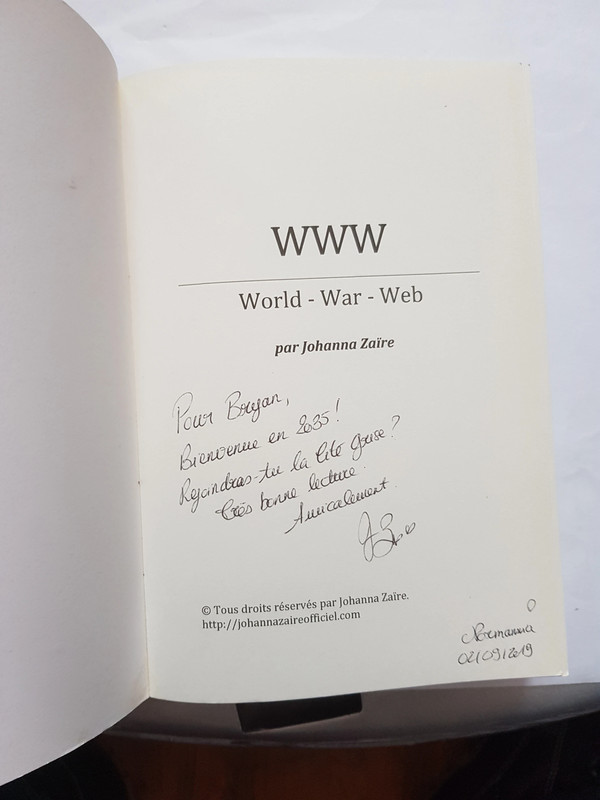 WWW
World - War - Web
par Johanna Zaïre
Pour Boyan,
Bienvenue en 2035!
Rejoindras-tu la Cité Grise?
Très bonne lecture.
Amicalement.
© Tous droits réservés par Johanna Zaïre.
http://johannazaireofficiel.com
02/09/2019